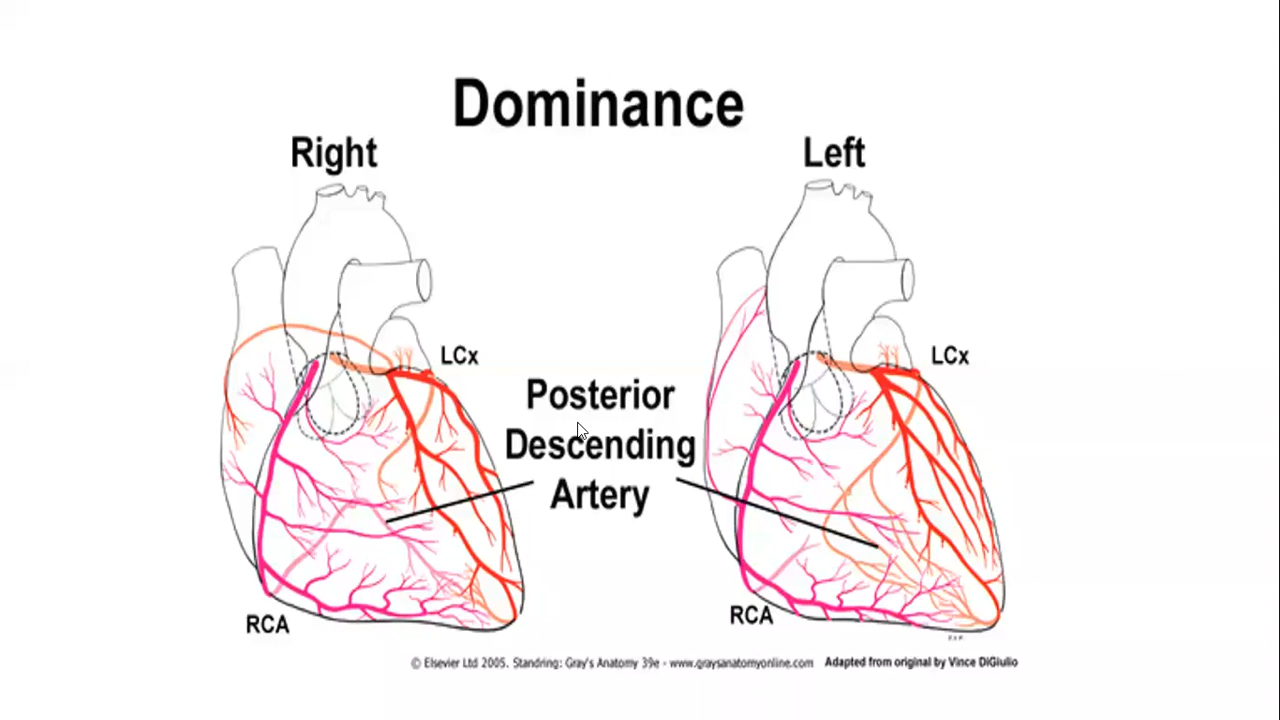 Dominance
Right
Left
LCx
LCx
Posterior
Descending
Artery
RCA
RCA
© Elsevier Ltd 2005. Standring: Gray's Anatomy 39e - www.graysanatomyonline.com
Adapted from original by Vince DiGiulio